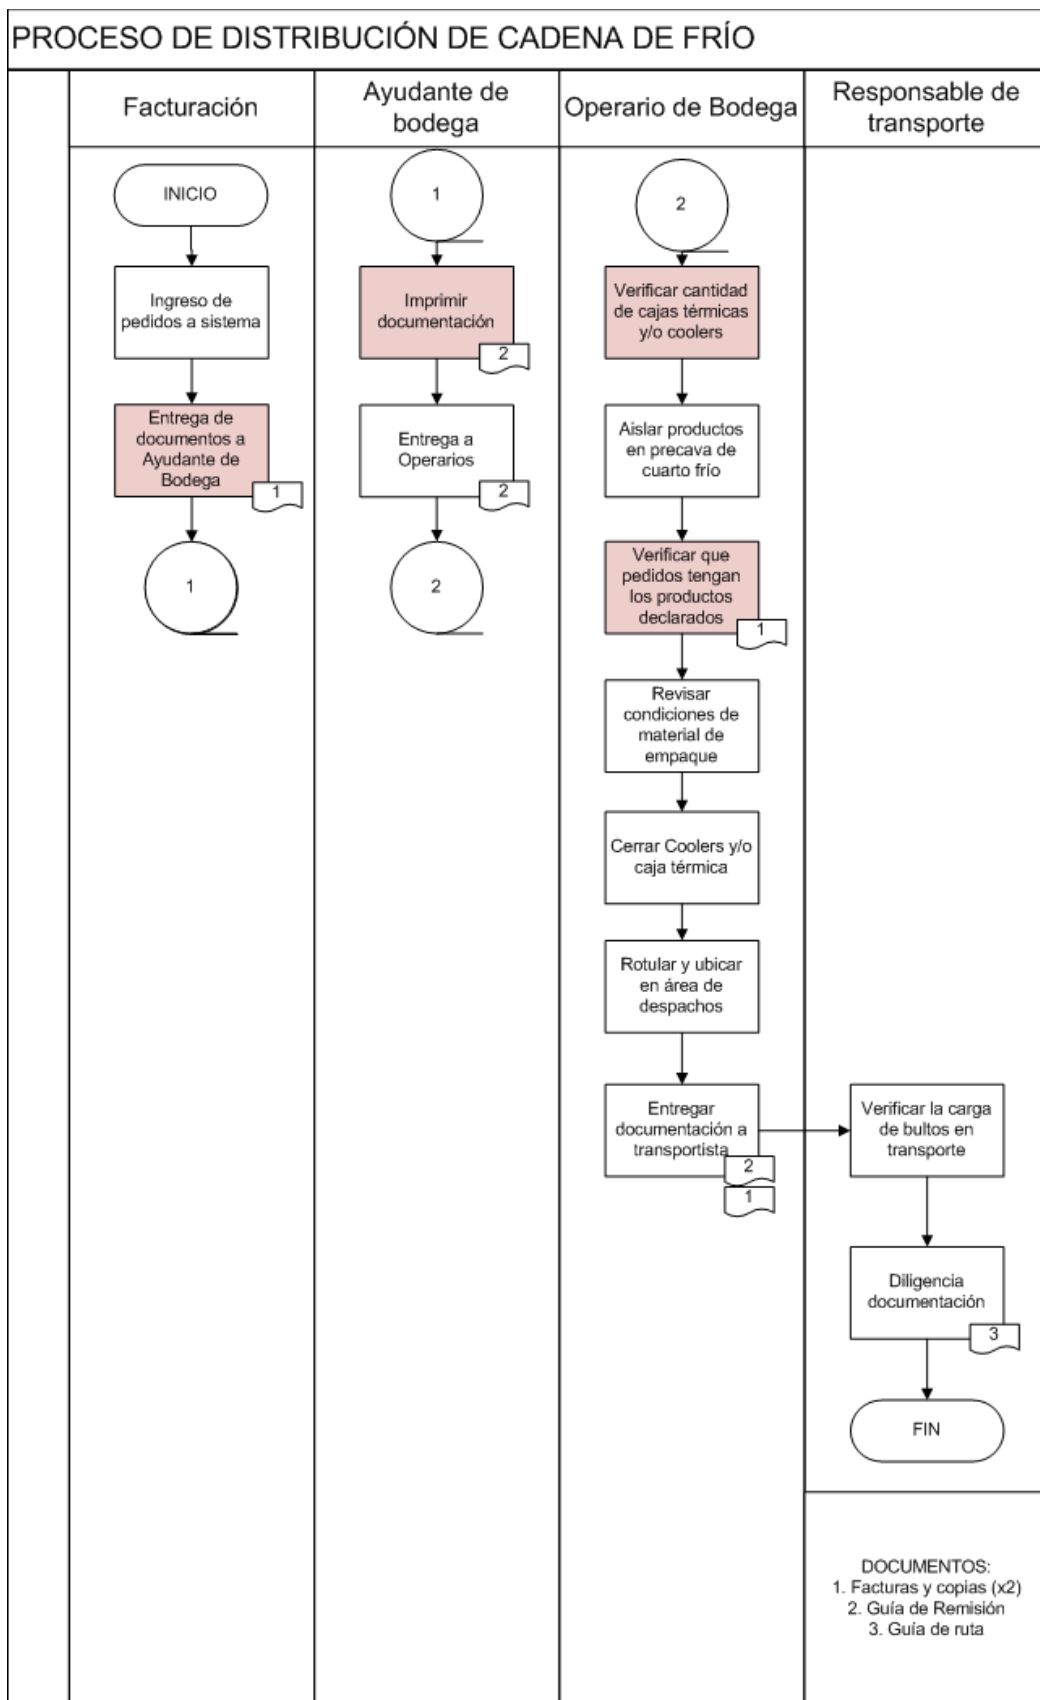 PROCESO DE DISTRIBUCIÓN DE CADENA DE FRÍO
Facturación
Ayudante de
bodega
Operario de Bodega
Responsable de
transporte
INICIO
Ingreso de
pedidos a sistema
Entrega de
documentos a
Ayudante de
Bodega
1
1
1
Imprimir
documentación
2
Entrega a
Operarios
2
2
2
Verificar cantidad
de cajas térmicas
y/o coolers
Aislar productos
en precava de
cuarto frío
Verificar que
pedidos tengan
los productos
declarados
1
Revisar
condiciones de
material de
empaque
Cerrar Coolers y/o
caja térmica
Rotular y ubicar
en área de
despachos
Entregar
documentación a
transportista
2
1
Verificar la carga
de bultos en
transporte
Diligencia
documentación
3
FIN
DOCUMENTOS:
1. Facturas y copias (x2)
2. Guía de Remisión
3. Guía de ruta